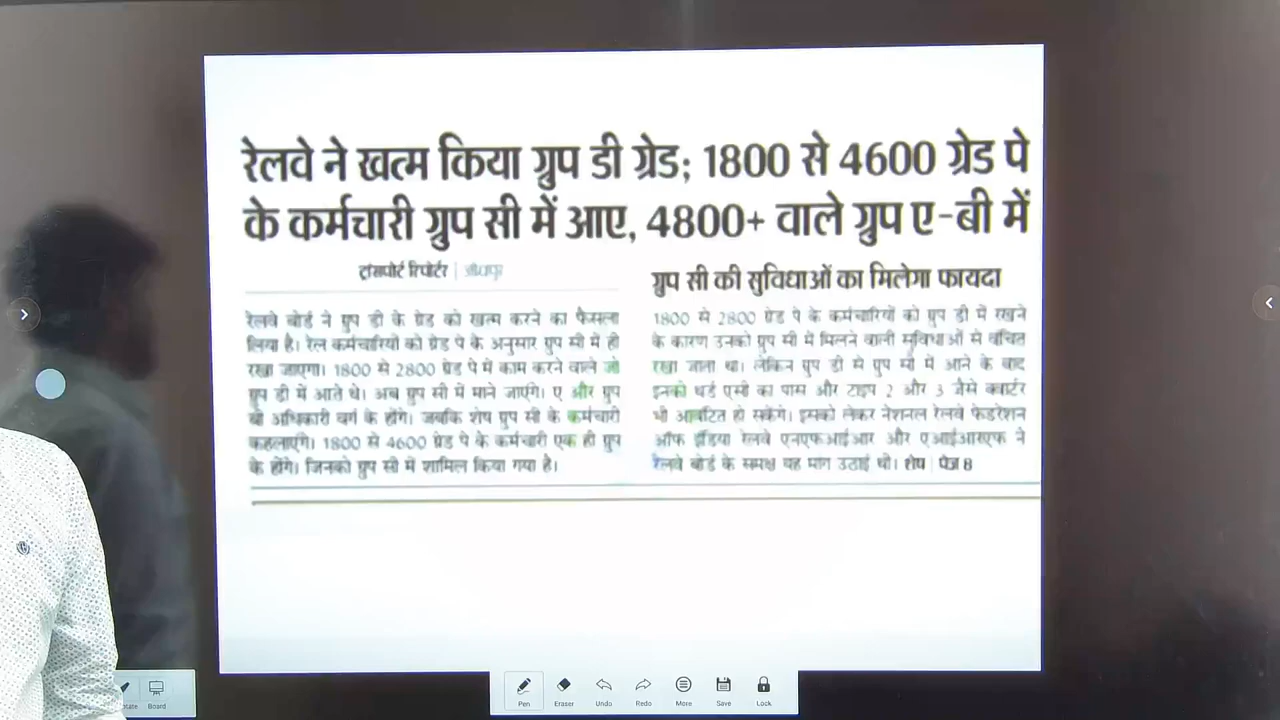 रेलवे ने खत्म किया ग्रुप डी ग्रेड; 1800 से 4600 ग्रेड पे
के कर्मचारी ग्रुप सी में आए, 4800+ वाले ग्रुप ए-बी में
ट्रांसपोर्ट रिपोर्टर | जोधपुर
रेलवे बोर्ड ने ग्रुप डी के ग्रेड को खत्म करने का फैसला
लिया है। रेल कर्मचारियों को ग्रेड पे के अनुसार ग्रुप सी में ही
रखा जाएगा। 1800 से 2800 ग्रेड पे में काम करने वाले जो
ग्रुप डी में आते थे। अब ग्रुप सी में माने जाएंगे। ए और ग्रुप
बी अधिकारी वर्ग के होंगे। जबकि शेष ग्रुप सी के कर्मचारी
कहलाएंगे। 1800 से 4600 ग्रेड पे के कर्मचारी एक ही ग्रुप
के होंगे। जिनको ग्रुप सी में शामिल किया गया है।
ग्रुप सी की सुविधाओं का मिलेगा फायदा
1800 से 2800 ग्रेड पे के कर्मचारियों को ग्रुप डी में रखने
के कारण उनको ग्रुप सी में मिलने वाली सुविधाओं से वंचित
रखा जाता था। लेकिन ग्रुप डी से ग्रुप सी में आने के बाद
इनको थर्ड एसी का पास और टाइप 2 और 3 जैसे क्वार्टर
भी आवंटित हो सकेंगे। इसको लेकर नेशनल रेलवे फेडरेशन
ऑफ इंडिया रेलवे एनएफआईआर और एआईआरएफ ने
रेलवे बोर्ड के समक्ष यह मांग उठाई थी। शेष | पेज 8
Board
Pen
Eraser
Undo
Redo
More
Save
Lock